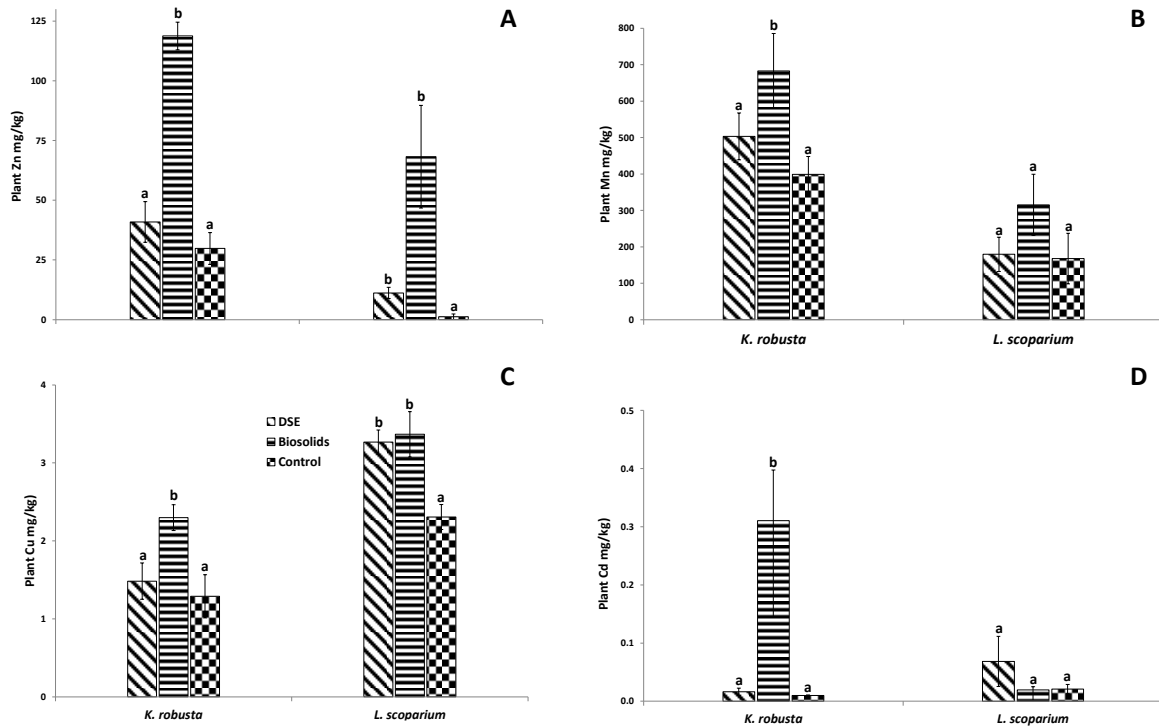 A
Plant Zn mg/kg)
125
100
75
50
25
0
a
b
a
b
b
a
B
Plant Mn mg/kg)
800
700
600
500
400
300
200
100
0
a
b
a
a
a
a
K. robusta
L. scoparium
C
Plant Cu mg/kg)
4
3
2
1
0
DSE
Biosolids
Control
a
b
a
b
b
a
K. robusta
L. scoparium
D
Plant Cd mg/kg)
0.5
0.4
0.3
0.2
0.1
0.0
a
b
a
a
a
a
K. robusta
L. scoparium